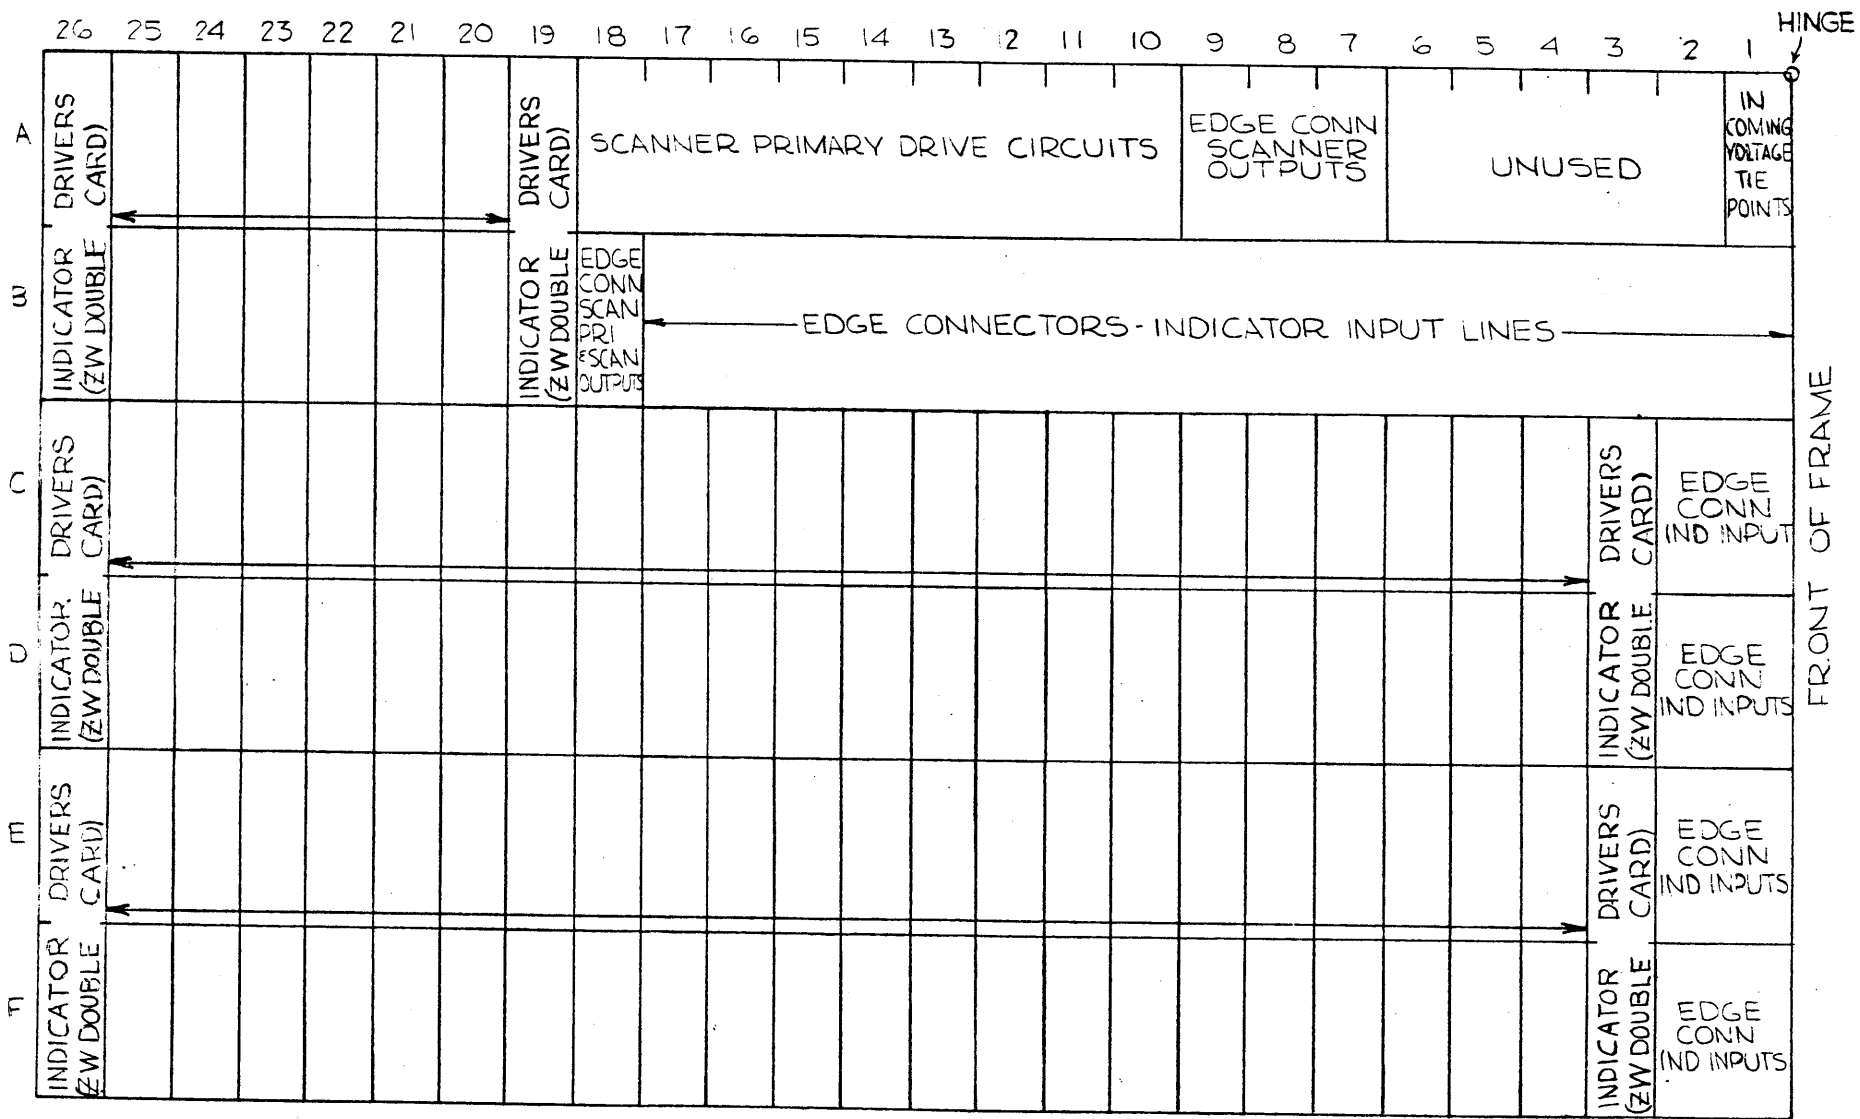 HINGE
26 25 24 23 22 21 20 19 18 17 16 15 14 13 12 11 10 9 8 7 6 5 4 3 2 1
A
DRIVERS
CARD)
DRIVERS
CARD)
SCANNER PRIMARY DRIVE CIRCUITS
EDGE CONN
SCANNER
OUTPUTS
UNUSED
IN
COMING
VOLTAGE
TIE
POINTS
B
INDICATOR
(ZW DOUBLE
INDICATOR
(ZW DOUBLE
EDGE
CONN
SCAN
PRI
&SCAN
OUTPUTS
EDGE CONNECTORS - INDICATOR INPUT LINES
C
DRIVERS
CARD)
DRIVERS
CARD)
EDGE
CONN
IND INPUT
FRONT OF FRAME
D
INDICATOR
(ZW DOUBLE
INDICATOR
(ZW DOUBLE
EDGE
CONN
IND INPUTS
E
DRIVERS
CARD)
DRIVERS
CARD)
EDGE
CONN
IND INPUTS
F
INDICATOR
(ZW DOUBLE
INDICATOR
(ZW DOUBLE
EDGE
CONN
IND INPUTS